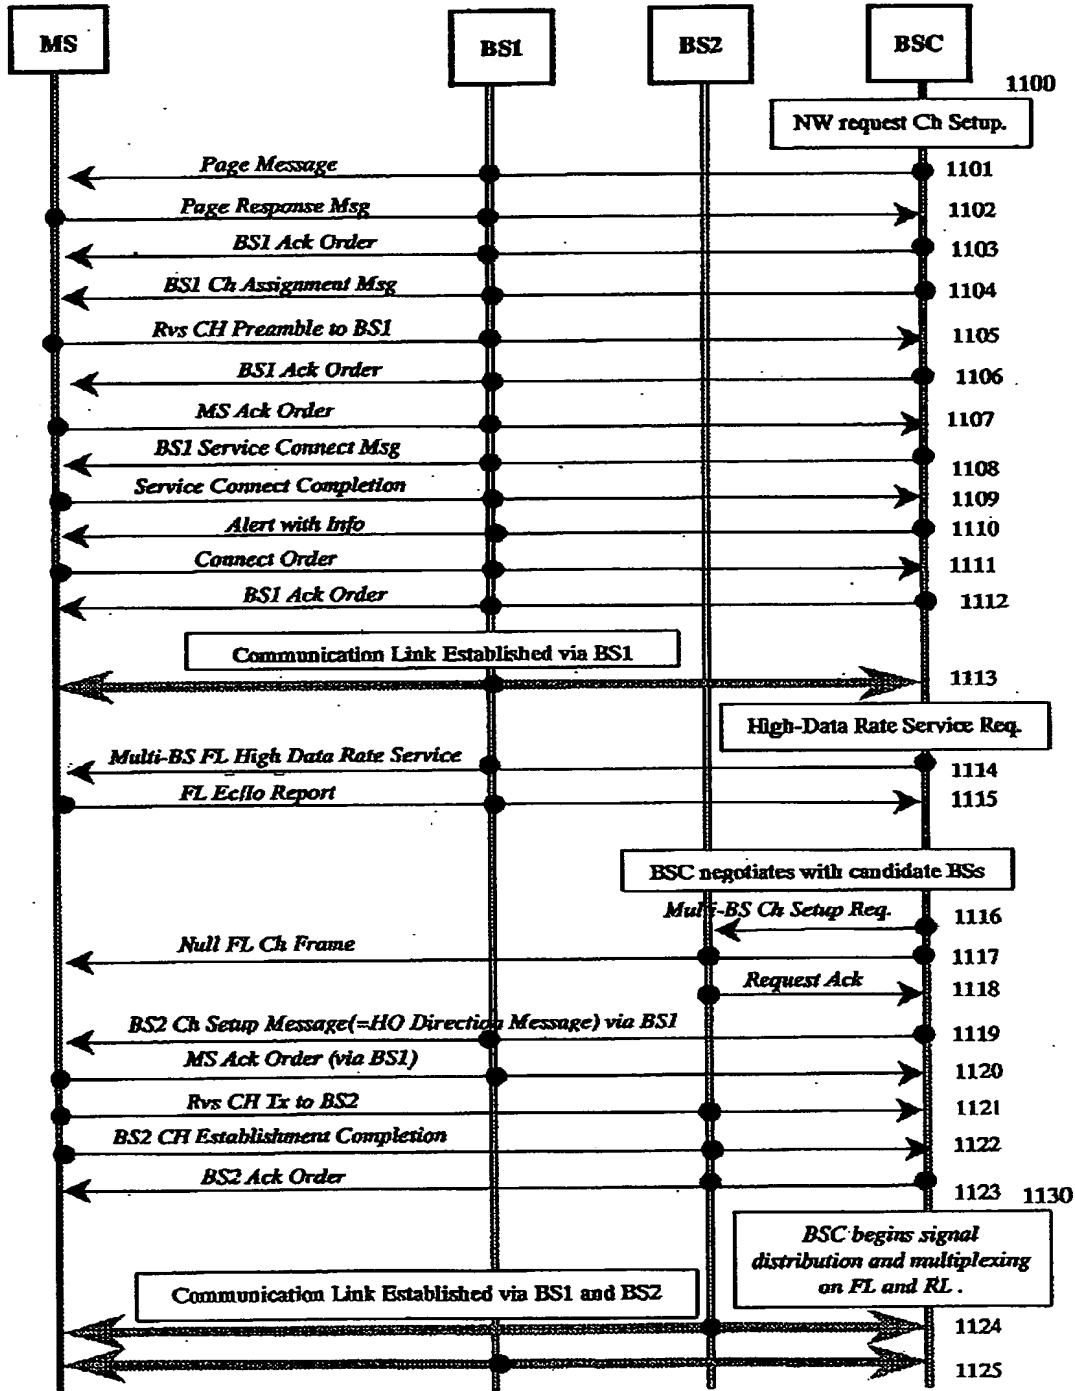 MS
BS1
BS2
BSC
1100
NW request Ch Setup.
Page Message
1101
Page Response Msg
1102
BS1 Ack Order
1103
BS1 Ch Assignment Msg
1104
Rvs CH Preamble to BS1
1105
BS1 Ack Order
1106
MS Ack Order
1107
BS1 Service Connect Msg
1108
Service Connect Completion
1109
Alert with Info
1110
Connect Order
1111
BS1 Ack Order
1112
Communication Link Established via BS1
1113
High-Data Rate Service Req.
Multi-BS FL High Data Rate Service
1114
FL Ec/Io Report
1115
BSC negotiates with candidate BSs
Multi-BS Ch Setup Req.
1116
Null FL Ch Frame
1117
Request Ack
1118
BS2 Ch Setup Message(=HO Direction Message) via BS1
1119
MS Ack Order (via BS1)
1120
Rvs CH Tx to BS2
1121
BS2 CH Establishment Completion
1122
BS2 Ack Order
1123
1130
BSC begins signal
distribution and multiplexing
on FL and RL .
Communication Link Established via BS1 and BS2
1124
1125